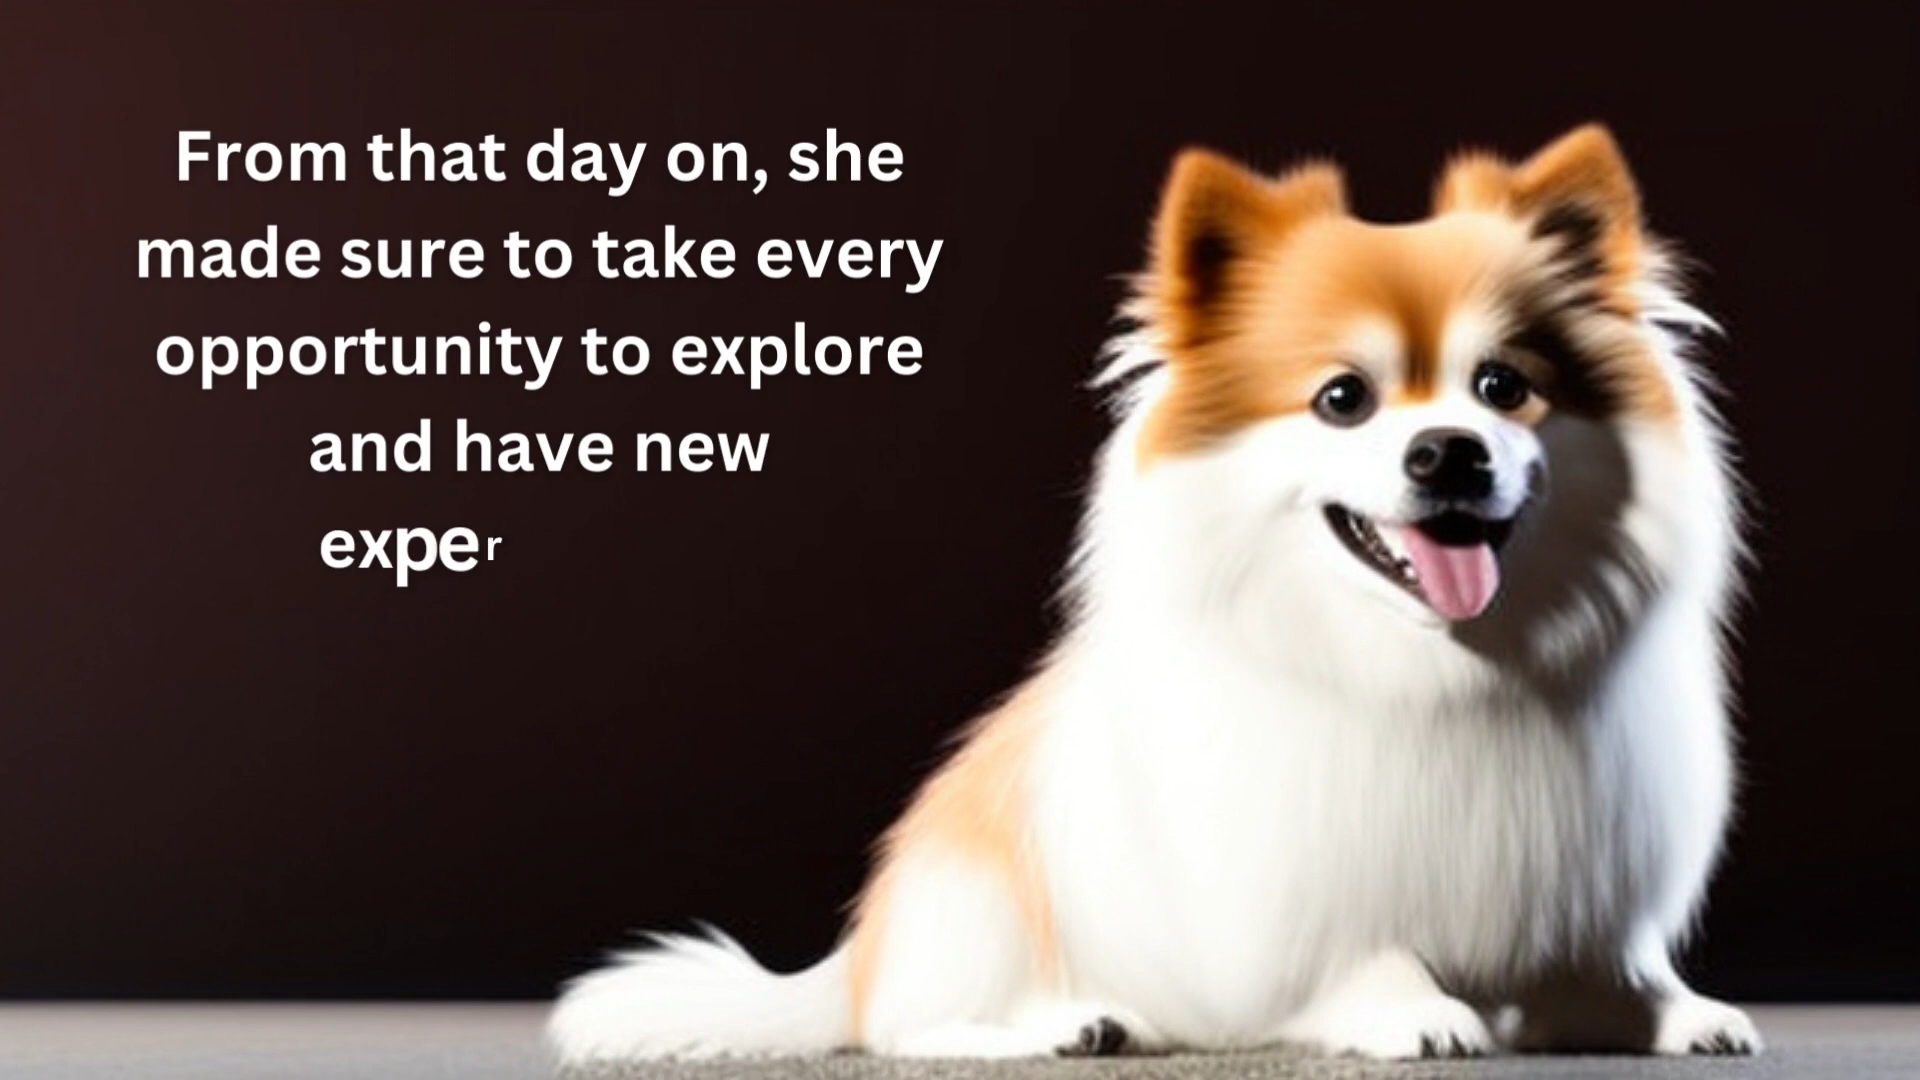 From that day on, she
made sure to take every
opportunity to explore
and have new
exper